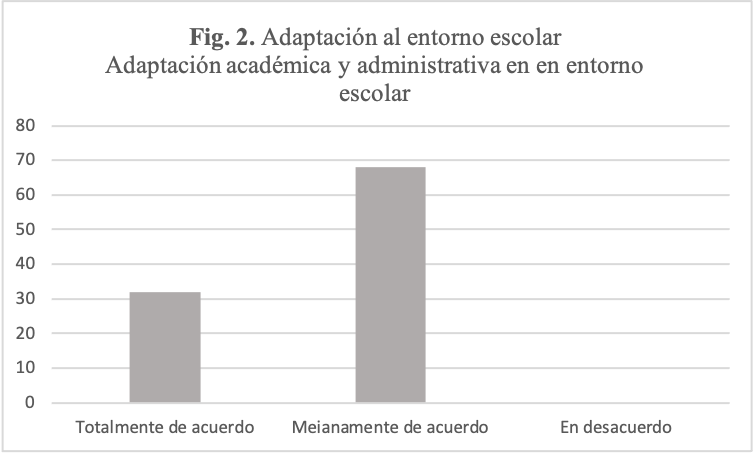 Fig. 2. Adaptación al entorno escolar
Adaptación académica y administrativa en en entorno
escolar
80
70
60
50
40
30
20
10
0
Totalmente de acuerdo
Meianamente de acuerdo
En desacuerdo